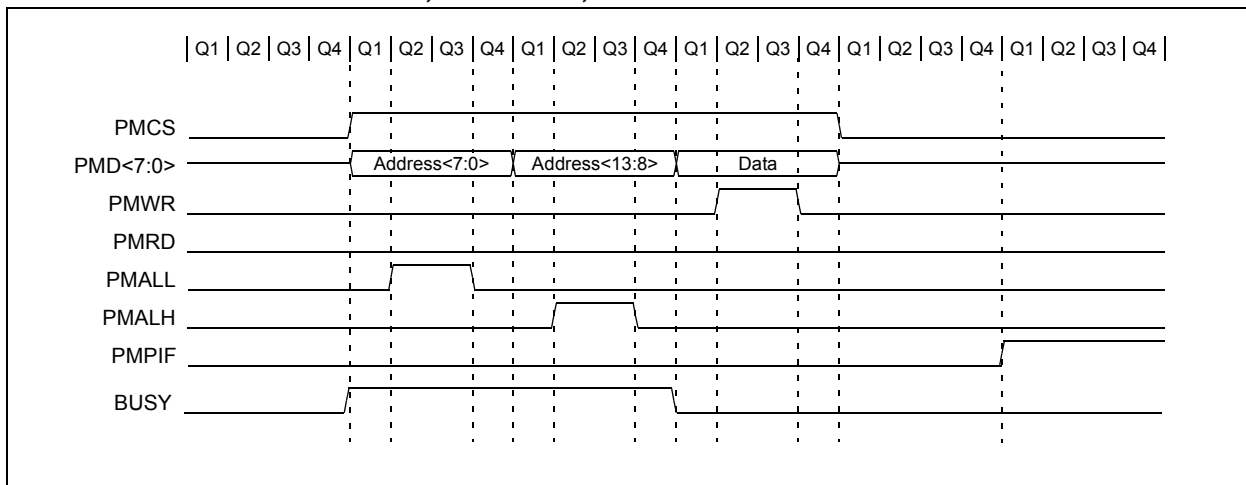 Q1 Q2 Q3 Q4 Q1 Q2 Q3 Q4 Q1 Q2 Q3 Q4 Q1 Q2 Q3 Q4 Q1 Q2 Q3 Q4 Q1 Q2 Q3 Q4
PMCS
PMD<7:0> Address<7:0> Address<13:8> Data
PMWR
PMRD
PMALL
PMALH
PMPIF
BUSY